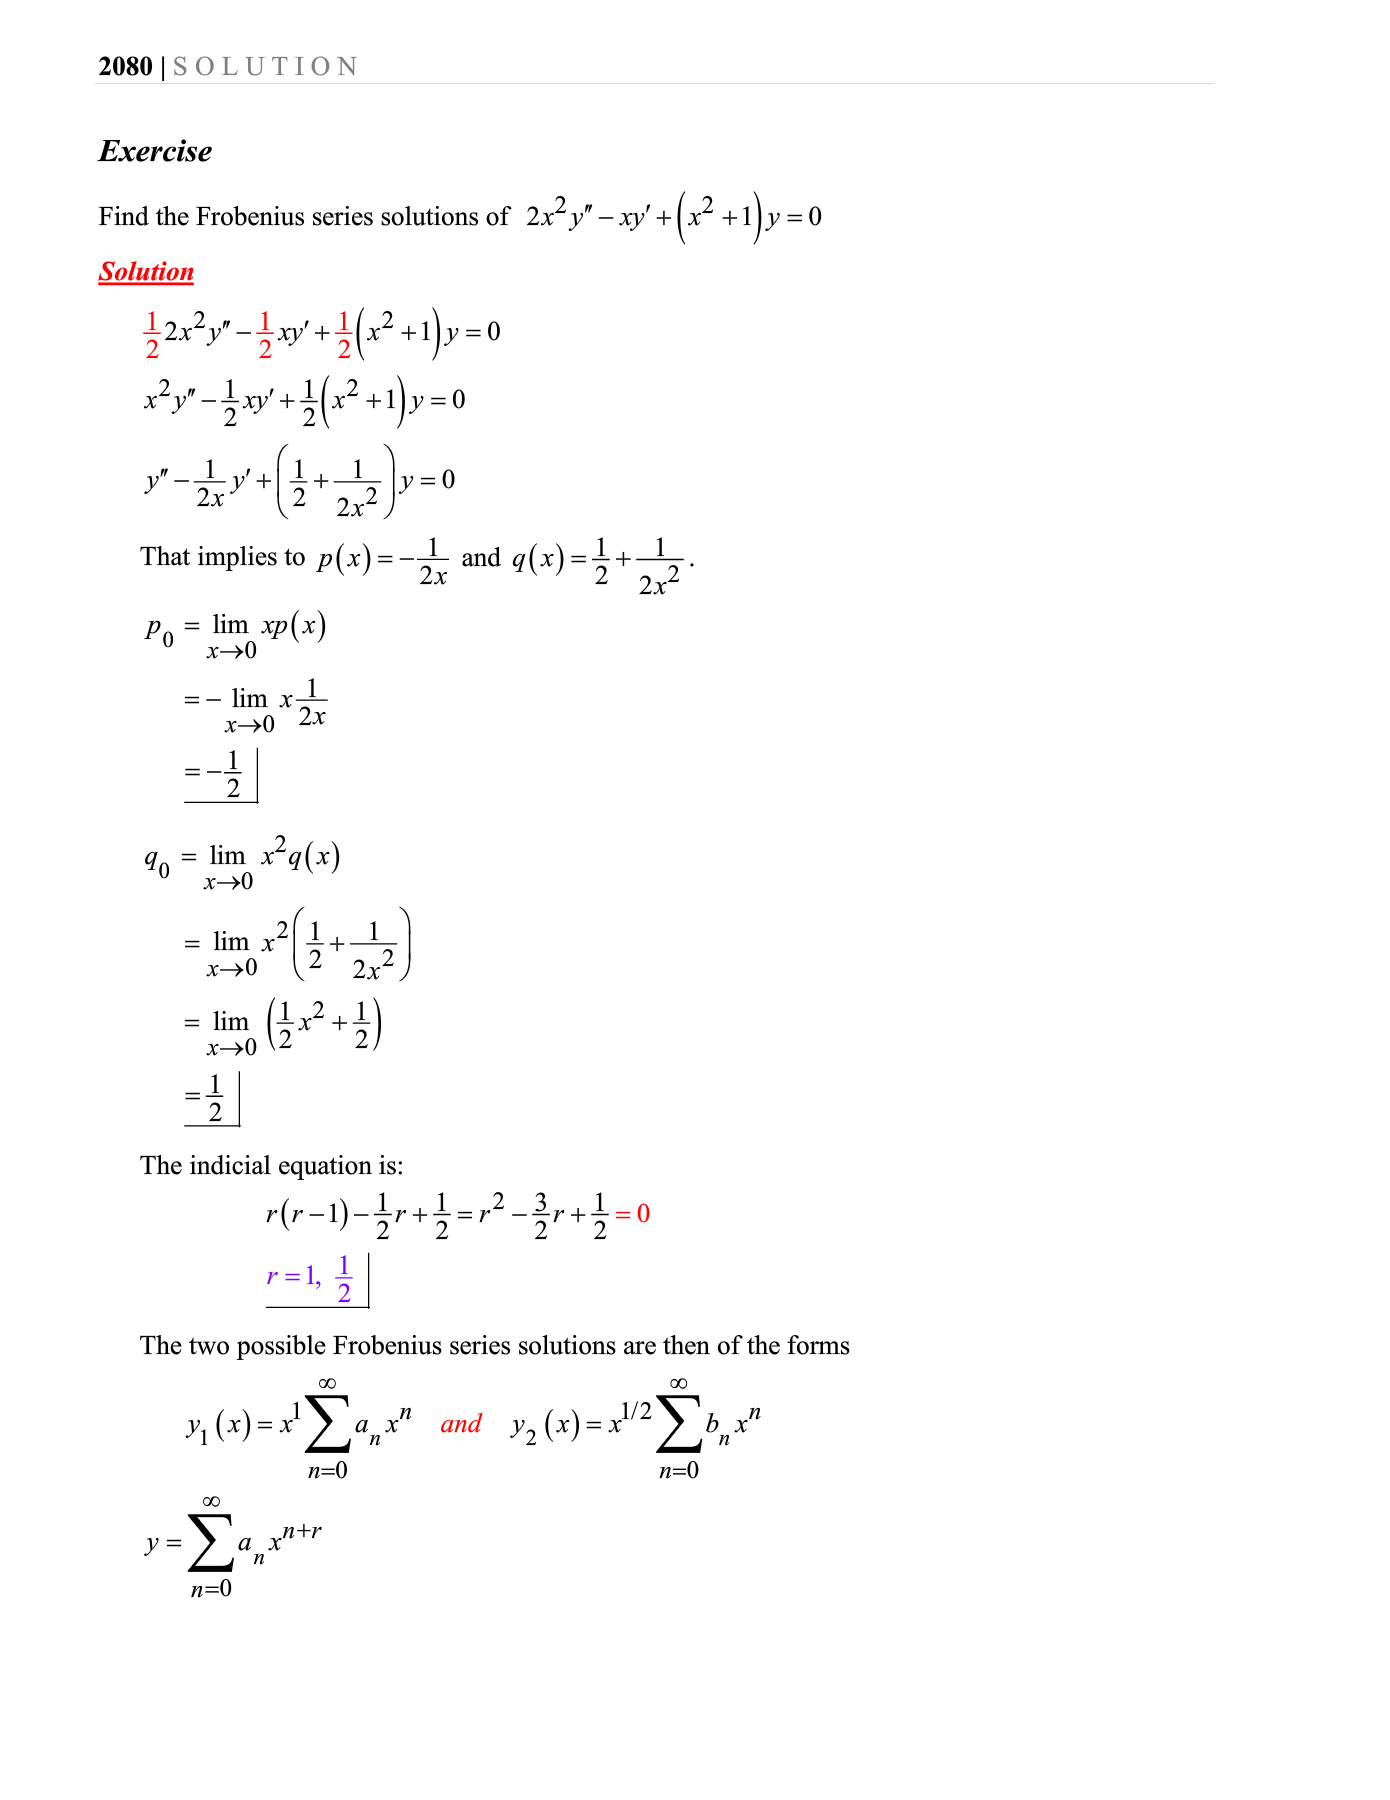 2080 | S O L U T I O N
Exercise
Find the Frobenius series solutions of $2x^2y'' - xy' + (x^2 + 1)y = 0$
Solution
$\frac{1}{2}2x^2y'' - \frac{1}{2}xy' + \frac{1}{2}(x^2 + 1)y = 0$
$x^2y'' - \frac{1}{2}xy' + \frac{1}{2}(x^2 + 1)y = 0$
$y'' - \frac{1}{2x}y' + \left(\frac{1}{2} + \frac{1}{2x^2}\right)y = 0$
That implies to $p(x) = -\frac{1}{2x}$ and $q(x) = \frac{1}{2} + \frac{1}{2x^2}$.
$p_0 = \lim_{x \to 0} xp(x)$
$= -\lim_{x \to 0} x\frac{1}{2x}$
$= -\frac{1}{2}$
$q_0 = \lim_{x \to 0} x^2q(x)$
$= \lim_{x \to 0} x^2\left(\frac{1}{2} + \frac{1}{2x^2}\right)$
$= \lim_{x \to 0} \left(\frac{1}{2}x^2 + \frac{1}{2}\right)$
$= \frac{1}{2}$
The indicial equation is:
$r(r-1) - \frac{1}{2}r + \frac{1}{2} = r^2 - \frac{3}{2}r + \frac{1}{2} = 0$
$r = 1, \frac{1}{2}$
The two possible Frobenius series solutions are then of the forms
$y_1(x) = x^1\sum_{n=0}^{\infty} a_n x^n$ and $y_2(x) = x^{1/2}\sum_{n=0}^{\infty} b_n x^n$
$y = \sum_{n=0}^{\infty} a_n x^{n+r}$